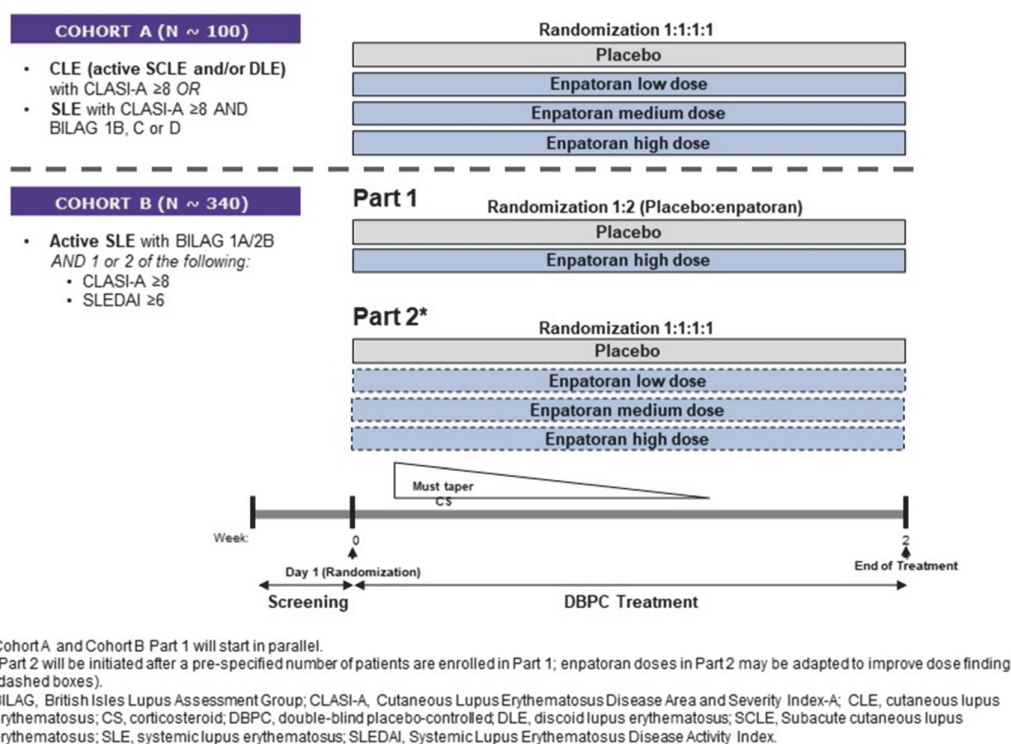 COHORT A (N ~ 100)
• CLE (active SCLE and/or DLE)
with CLASI-A ≥8 OR
• SLE with CLASI-A ≥8 AND
BILAG 1B, C or D
Randomization 1:1:1:1
Placebo
Enpatoran low dose
Enpatoran medium dose
Enpatoran high dose
COHORT B (N ~ 340)
• Active SLE with BILAG 1A/2B
AND 1 or 2 of the following:
• CLASI-A ≥8
• SLEDAI ≥6
Part 1
Randomization 1:2 (Placebo:enpatoran)
Placebo
Enpatoran high dose
Part 2*
Randomization 1:1:1:1
Placebo
Enpatoran low dose
Enpatoran medium dose
Enpatoran high dose
Must taper
CS
Week:
0
2
Day 1 (Randomization)
End of Treatment
Screening
DBPC Treatment
Cohort A and Cohort B Part 1 will start in parallel.
Part 2 will be initiated after a pre-specified number of patients are enrolled in Part 1; enpatoran doses in Part 2 may be adapted to improve dose finding
dashed boxes).
BILAG, British Isles Lupus Assessment Group; CLASI-A, Cutaneous Lupus Erythematosus Disease Area and Severity Index-A; CLE, cutaneous lupus
erythematosus; CS, corticosteroid; DBPC, double-blind placebo-controlled; DLE, discoid lupus erythematosus; SCLE, Subacute cutaneous lupus
erythematosus; SLE, systemic lupus erythematosus; SLEDAI, Systemic Lupus Erythematosus Disease Activity Index.